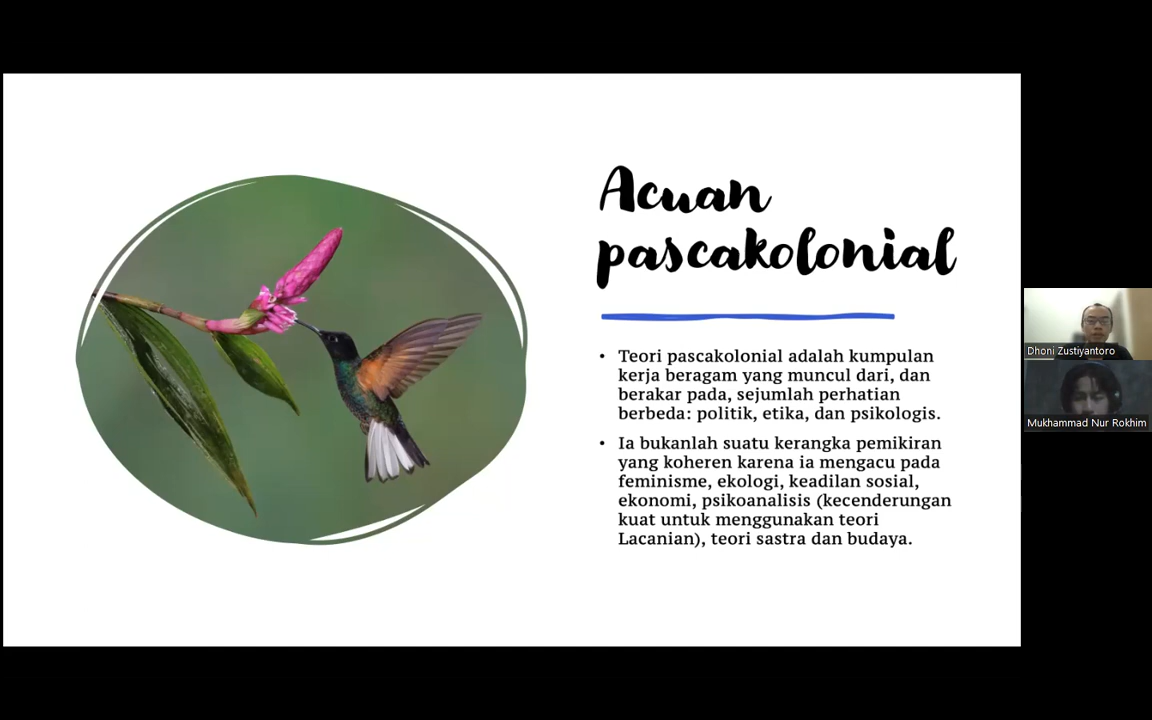 Acuan
pascakolonial
• Teori pascakolonial adalah kumpulan
kerja beragam yang muncul dari, dan
berakar pada, sejumlah perhatian
berbeda: politik, etika, dan psikologis.
• Ia bukanlah suatu kerangka pemikiran
yang koheren karena ia mengacu pada
feminisme, ekologi, keadilan sosial,
ekonomi, psikoanalisis (kecenderungan
kuat untuk menggunakan teori
Lacanian), teori sastra dan budaya.
Dhoni Zustiyantoro
Mukhammad Nur Rokhim